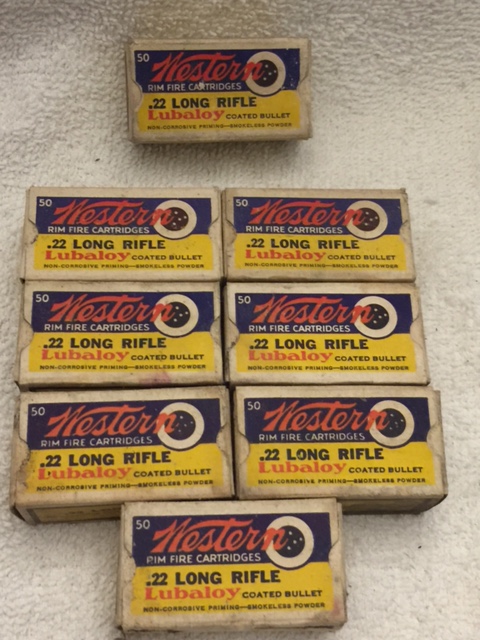 50
Western
RIM FIRE CARTRIDGES
.22 LONG RIFLE
Lubaloy COATED BULLET
NON-CORROSIVE PRIMING—SMOKELESS POWDER
50
Western
RIM FIRE CARTRIDGES
.22 LONG RIFLE
Lubaloy COATED BULLET
NON-CORROSIVE PRIMING—SMOKELESS POWDER
50
Western
RIM FIRE CARTRIDGES
.22 LONG RIFLE
Lubaloy COATED BULLET
NON-CORROSIVE PRIMING—SMOKELESS POWDER
50
Western
RIM FIRE CARTRIDGES
.22 LONG RIFLE
Lubaloy COATED BULLET
NON-CORROSIVE PRIMING—SMOKELESS POWDER
50
Western
RIM FIRE CARTRIDGES
.22 LONG RIFLE
Lubaloy COATED BULLET
NON-CORROSIVE PRIMING—SMOKELESS POWDER
50
Western
RIM FIRE CARTRIDGES
.22 LONG RIFLE
Lubaloy COATED BULLET
NON-CORROSIVE PRIMING—SMOKELESS POWDER
50
Western
RIM FIRE CARTRIDGES
.22 LONG RIFLE
Lubaloy COATED BULLET
NON-CORROSIVE PRIMING—SMOKELESS POWDER
50
Western
RIM FIRE CARTRIDGES
.22 LONG RIFLE
Lubaloy COATED BULLET
NON-CORROSIVE PRIMING—SMOKELESS POWDER